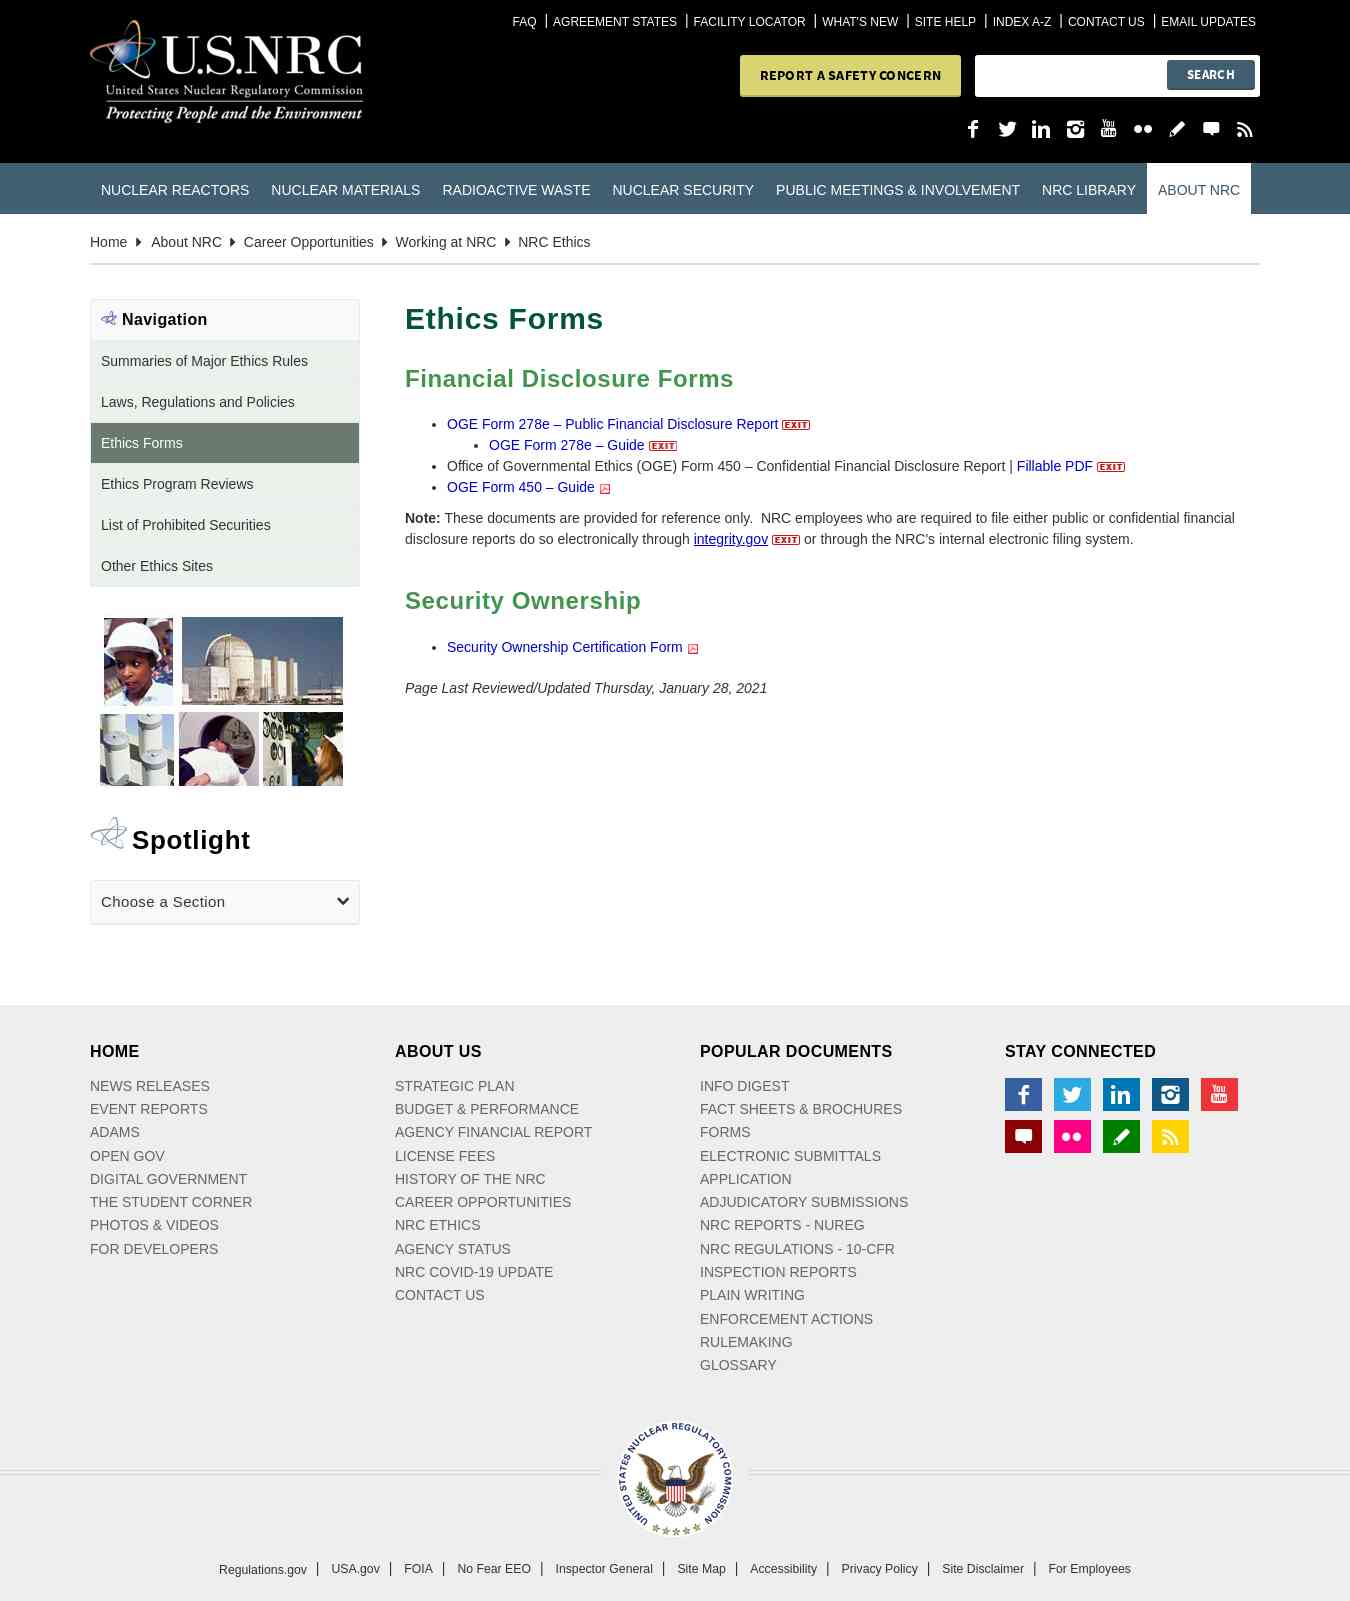 FAQ | AGREEMENT STATES | FACILITY LOCATOR | WHAT'S NEW | SITE HELP | INDEX A-Z | CONTACT US | EMAIL UPDATES
U.S.NRC
United States Nuclear Regulatory Commission
Protecting People and the Environment
REPORT A SAFETY CONCERN
SEARCH
You Tube
NUCLEAR REACTORS NUCLEAR MATERIALS RADIOACTIVE WASTE NUCLEAR SECURITY PUBLIC MEETINGS & INVOLVEMENT NRC LIBRARY ABOUT NRC
Home About NRC Career Opportunities Working at NRC NRC Ethics
Navigation
Summaries of Major Ethics Rules
Laws, Regulations and Policies
Ethics Forms
Ethics Program Reviews
List of Prohibited Securities
Other Ethics Sites
Spotlight
Choose a Section
Ethics Forms
Financial Disclosure Forms
• OGE Form 278e – Public Financial Disclosure Report EXIT
• OGE Form 278e – Guide EXIT
• Office of Governmental Ethics (OGE) Form 450 – Confidential Financial Disclosure Report | Fillable PDF EXIT
• OGE Form 450 – Guide
Note: These documents are provided for reference only.  NRC employees who are required to file either public or confidential financial
disclosure reports do so electronically through integrity.gov EXIT or through the NRC's internal electronic filing system.
Security Ownership
• Security Ownership Certification Form
Page Last Reviewed/Updated Thursday, January 28, 2021
HOME
NEWS RELEASES
EVENT REPORTS
ADAMS
OPEN GOV
DIGITAL GOVERNMENT
THE STUDENT CORNER
PHOTOS & VIDEOS
FOR DEVELOPERS
ABOUT US
STRATEGIC PLAN
BUDGET & PERFORMANCE
AGENCY FINANCIAL REPORT
LICENSE FEES
HISTORY OF THE NRC
CAREER OPPORTUNITIES
NRC ETHICS
AGENCY STATUS
NRC COVID-19 UPDATE
CONTACT US
POPULAR DOCUMENTS
INFO DIGEST
FACT SHEETS & BROCHURES
FORMS
ELECTRONIC SUBMITTALS
APPLICATION
ADJUDICATORY SUBMISSIONS
NRC REPORTS - NUREG
NRC REGULATIONS - 10-CFR
INSPECTION REPORTS
PLAIN WRITING
ENFORCEMENT ACTIONS
RULEMAKING
GLOSSARY
STAY CONNECTED
You Tube
UNITED STATES NUCLEAR REGULATORY COMMISSION
Regulations.gov | USA.gov | FOIA | No Fear EEO | Inspector General | Site Map | Accessibility | Privacy Policy | Site Disclaimer | For Employees